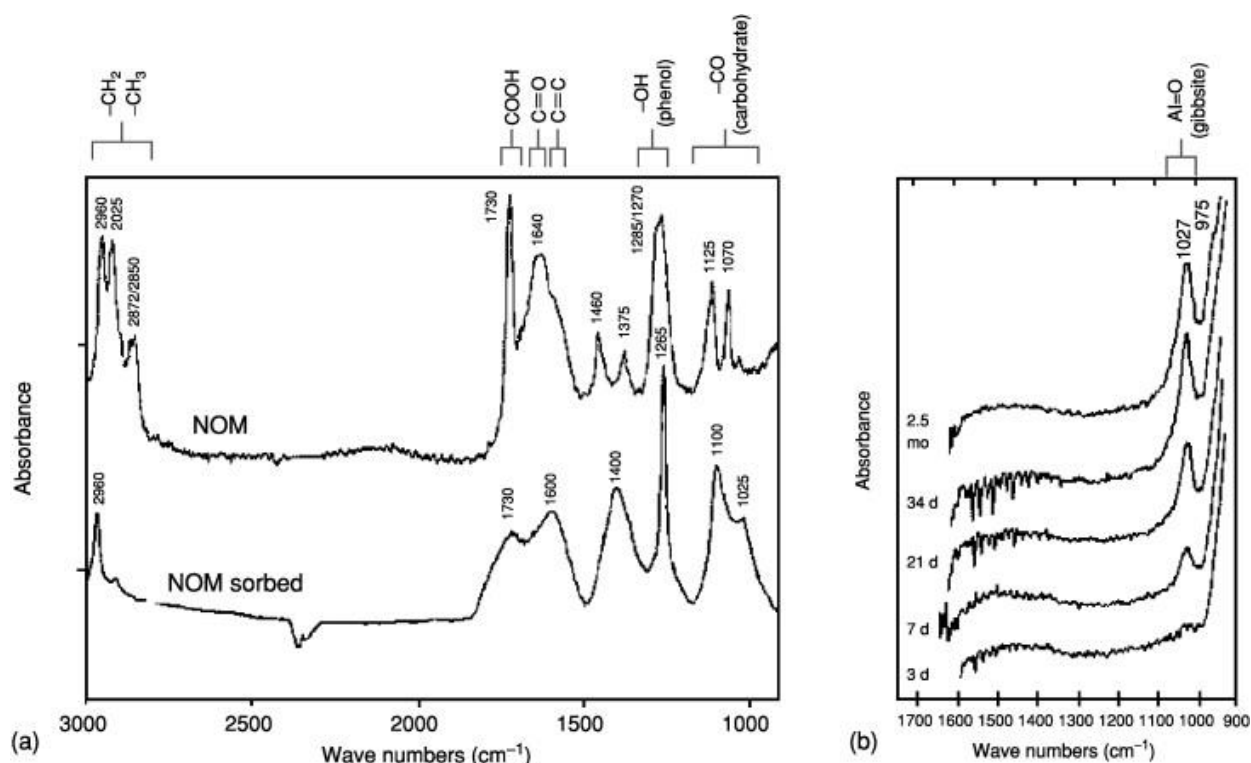 –CH₂
–CH₃
COOH
C=O
C=C
–OH
(phenol)
–CO
(carbohydrate)
2960
2025
2872/2850
1730
1640
1460
1375
1285/1270
1265
1125
1070
NOM
2960
NOM sorbed
1730
1600
1400
1100
1025
Absorbance
3000 2500 2000 1500 1000
(a)
Wave numbers (cm⁻¹)
Al=O
(gibbsite)
1027
975
2.5
mo
34 d
21 d
7 d
3 d
Absorbance
1700 1600 1500 1400 1300 1200 1100 1000 900
(b)
Wave numbers (cm⁻¹)